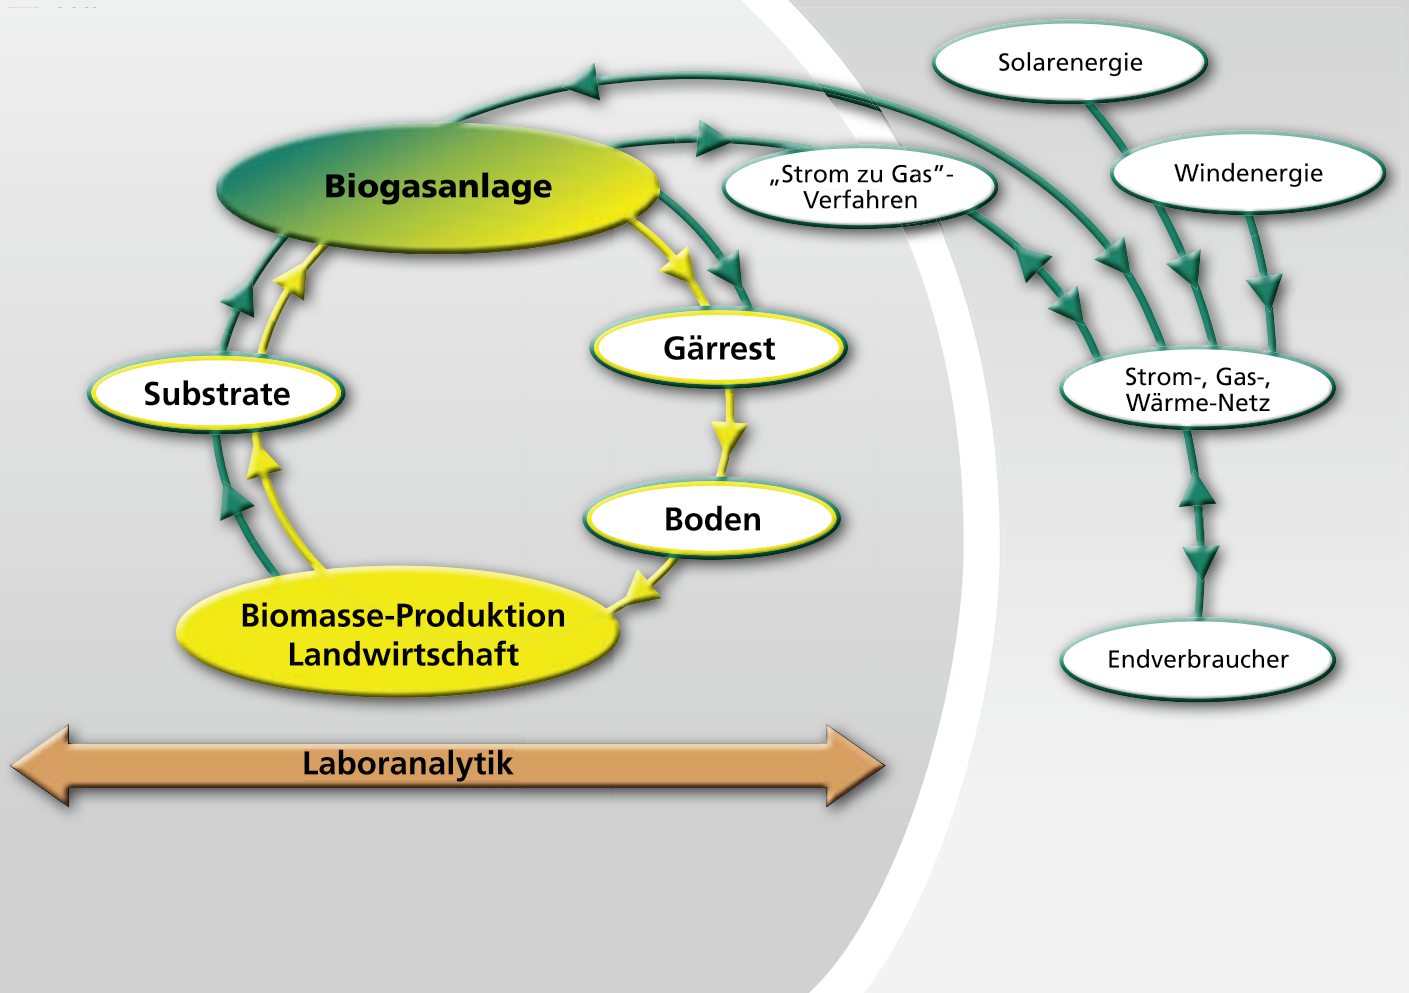 Solarenergie
Windenergie
Biogasanlage
„Strom zu Gas”-
Verfahren
Gärrest
Substrate
Strom-, Gas-,
Wärme-Netz
Boden
Biomasse-Produktion
Landwirtschaft
Endverbraucher
Laboranalytik